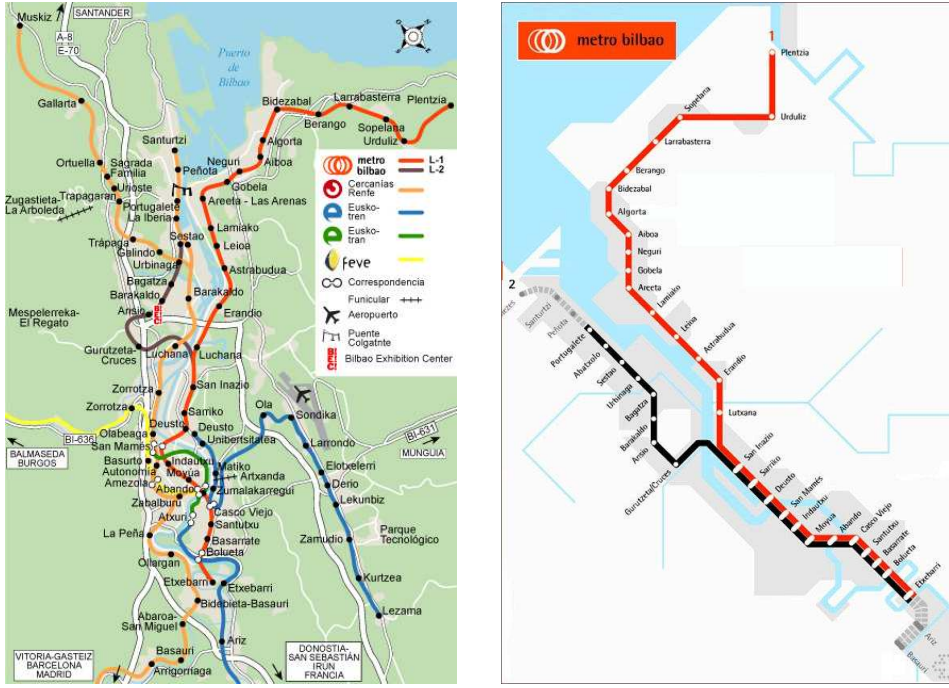 Muskiz
SANTANDER
A-8
E-70
Puerto
de
Bilbao
Bidezabal
Larrabasterra
Plentzia
Berango
Sopelana
Urduliz
Gallarta
Santurtzi
Algorta
Neguri
Aiboa
Ortuella
Sagrada
Familia
Peñota
Gobela
Urioste
Zugastieta-
La Arboleda
Trapagaran
Portugalete
La Iberia
Areeta - Las Arenas
Lamiako
Sestao
Trápaga
Leioa
Galindo
Urbinaga
Astrabudua
Bagatza
Barakaldo
Barakaldo
Mespelerreka-
El Regato
Ansio
BEC
Erandio
Gurutzeta-
Cruces
Luchana
Luchana
San Inazio
Zorrotza
Zorrotza
Sarriko
Ola
Sondika
Deusto
Deusto
Olabeaga
Unibertsitatea
BI-636
BI-631
San Mamés
Larrondo
BALMASEDA
BURGOS
MUNGUIA
Basurto
Indautxu
Matiko
Autonomía
Moyúa
Artxanda
Elotxelerri
Ametzola
Abando
Zumalakarregui
Derio
Zabalburu
Casco Viejo
Lekunbiz
Atxuri
Santutxu
La Peña
Basarrate
Zamudio
Parque
Tecnológico
Bolueta
Ollargan
Etxebarri
Etxebarri
Kurtzea
Bidebieta-Basauri
Lezama
Abaroa-
San Miguel
Ariz
Basauri
Arrigorriaga
VITORIA-GASTEIZ
BARCELONA
MADRID
DONOSTIA-
SAN SEBASTIÁN
IRUN
FRANCIA
metro
bilbao
L-1
L-2
Cercanías
Renfe
Eusko-
tren
Eusko-
tran
feve
Correspondencia
Funicular
Aeropuerto
Puente
Colgatnte
BEC
Bilbao Exhibition Center
metro bilbao
1
Plentzia
Sopelana
Urduliz
Larrabasterra
Berango
Bidezabal
Algorta
Aiboa
Neguri
Gobela
Areeta
Lamiako
Leioa
Astrabudua
Erandio
Lutxana
2
Santurtzi
Peñota
Portugalete
Abatxolo
Sestao
Urbinaga
Bagatza
Barakaldo
Ansio
Gurutzeta/Cruces
San Inazio
Sarriko
Deusto
San Mamés
Indautxu
Moyua
Abando
Casco Viejo
Santutxu
Basarrate
Bolueta
Etxebarri
Ariz
Basauri